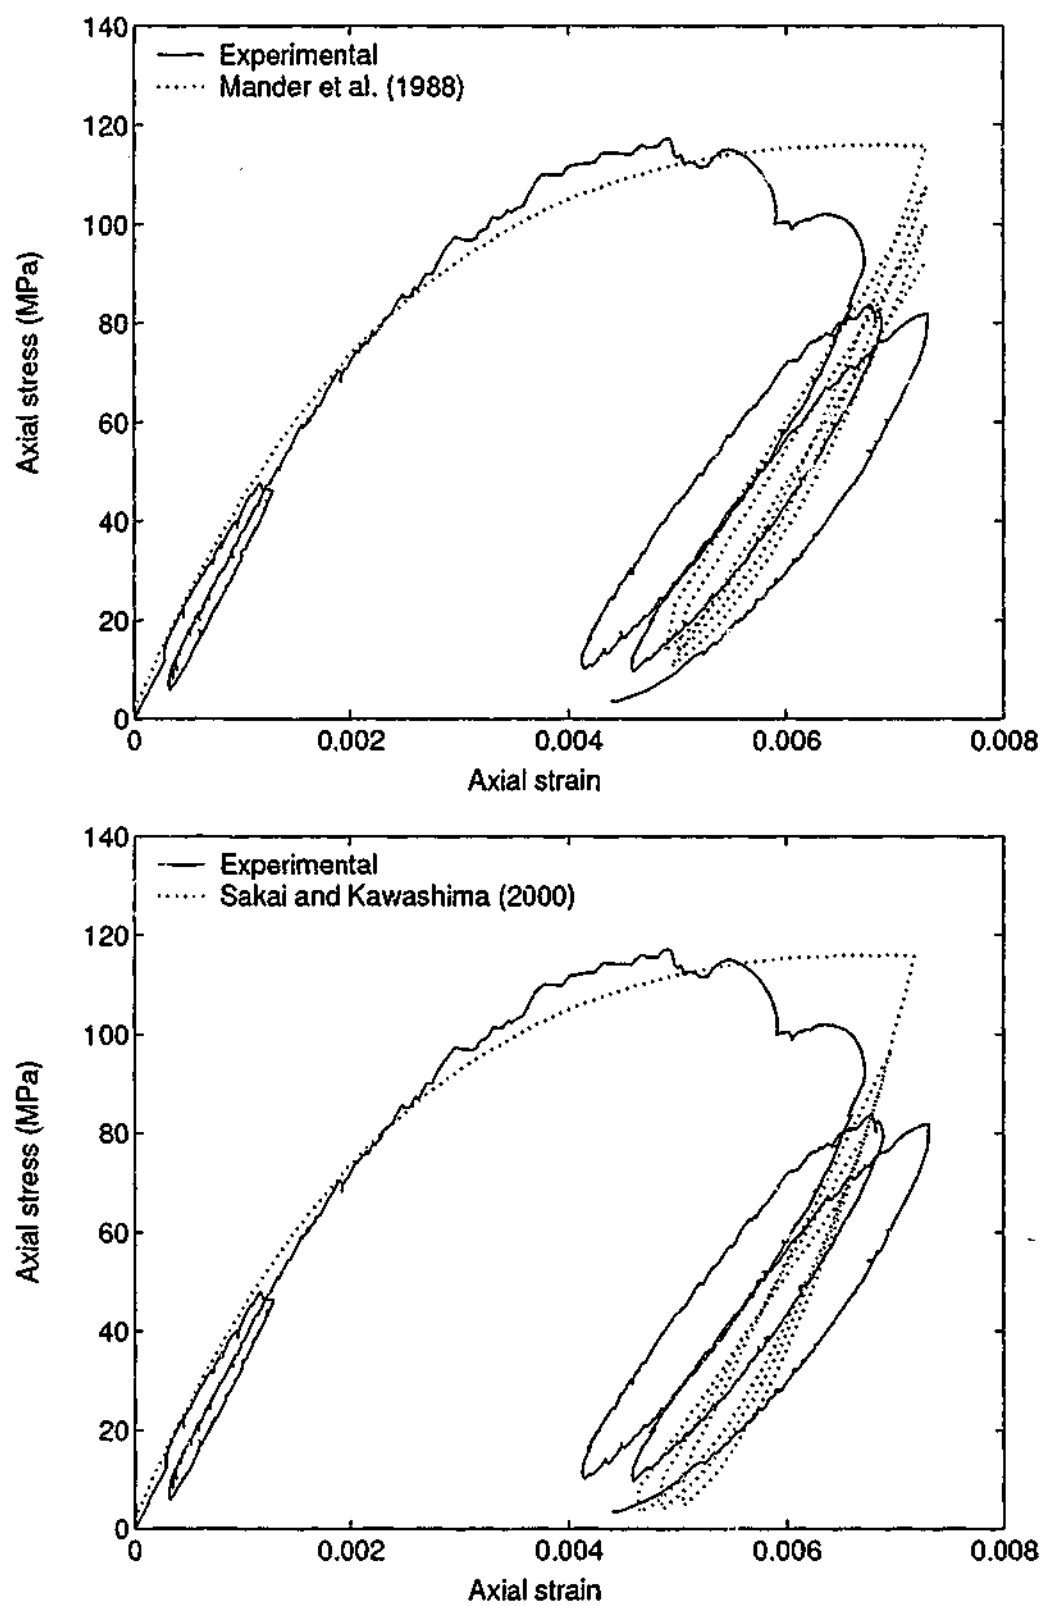 140
120
100
80
60
40
20
0
Axial stress (MPa)
Experimental
Mander et al. (1988)
0 0.002 0.004 0.006 0.008
Axial strain
140
120
100
80
60
40
20
0
Axial stress (MPa)
Experimental
Sakai and Kawashima (2000)
0 0.002 0.004 0.006 0.008
Axial strain